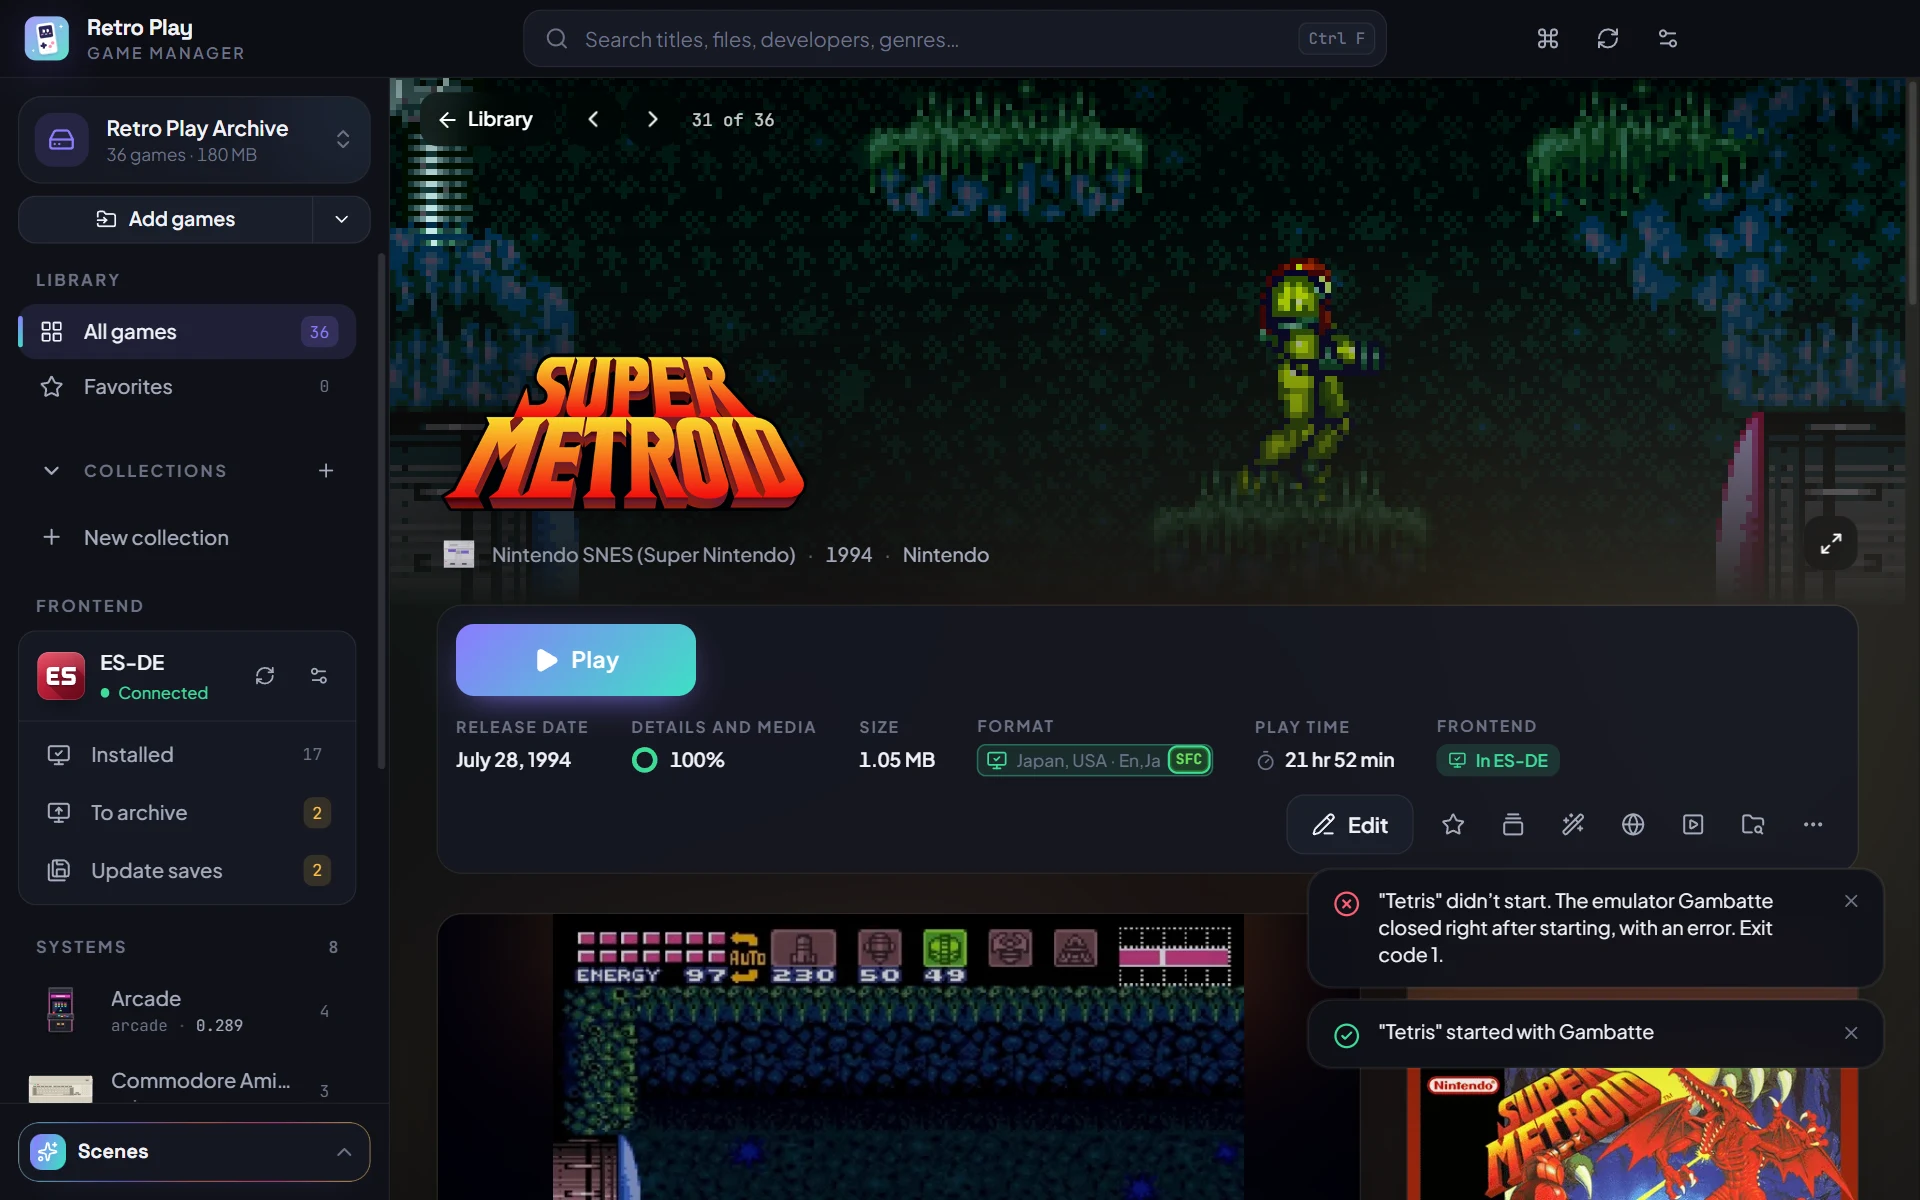 Retro Play
GAME MANAGER
Search titles, files, developers, genres...
Ctrl F
Retro Play Archive
36 games · 180 MB
Add games
LIBRARY
All games
36
Favorites
0
COLLECTIONS
New collection
FRONTEND
ES
ES-DE
Connected
Installed
17
To archive
2
Update saves
2
SYSTEMS
8
Arcade
4
arcade · 0.289
Commodore Ami...
3
Scenes
Library
31 of 36
SUPER
METROID
Nintendo SNES (Super Nintendo) · 1994 · Nintendo
Play
RELEASE DATE
July 28, 1994
DETAILS AND MEDIA
100%
SIZE
1.05 MB
FORMAT
Japan, USA · En,Ja
SFC
PLAY TIME
21 hr 52 min
FRONTEND
In ES-DE
Edit
AUTO
ENERGY 97
230
50
49
"Tetris" didn’t start. The emulator Gambatte
closed right after starting, with an error. Exit
code 1.
"Tetris" started with Gambatte
Nintendo
SUPER
METROID